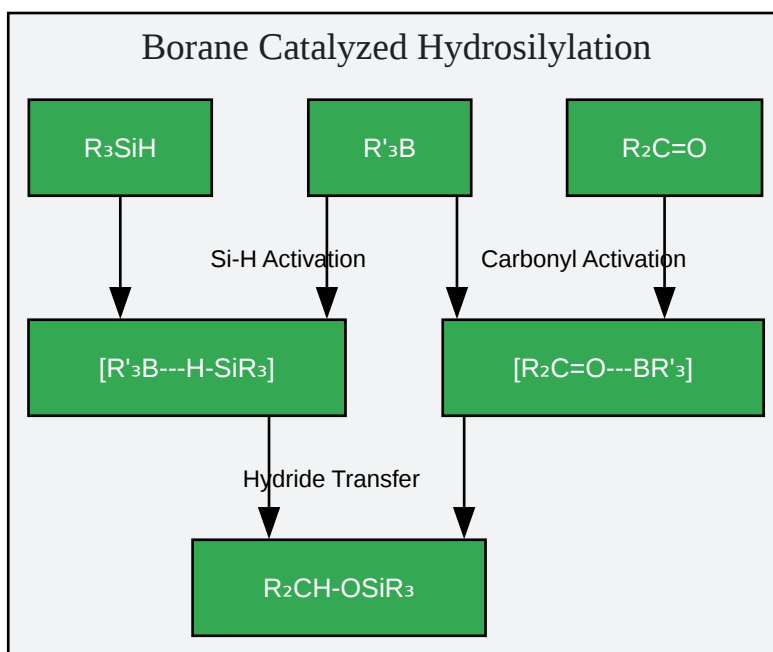 Borane Catalyzed Hydrosilylation
R₃SiH
R'₃B
R₂C=O
Si-H Activation
Carbonyl Activation
[R'₃B---H-SiR₃]
[R₂C=O---BR'₃]
Hydride Transfer
R₂CH-OSiR₃